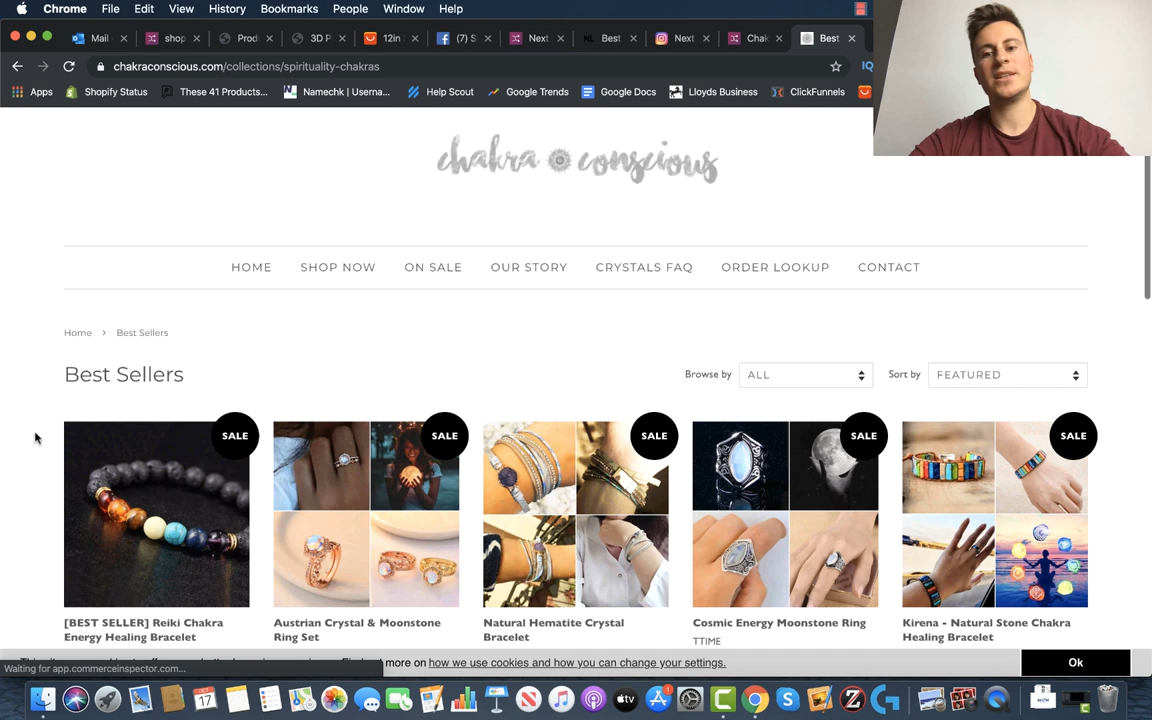 Chrome File Edit View History Bookmarks People Window Help
Mail shop Prod 3D P 12in (7) S Next Best Next Chak Best
chakraconscious.com/collections/spirituality-chakras
Apps Shopify Status These 41 Products... Namechk | Userna... Help Scout Google Trends Google Docs Lloyds Business ClickFunnels
chakra conscious
HOME SHOP NOW ON SALE OUR STORY CRYSTALS FAQ ORDER LOOKUP CONTACT
Home › Best Sellers
Best Sellers
Browse by ALL Sort by FEATURED
SALE SALE SALE SALE SALE
[BEST SELLER] Reiki Chakra Energy Healing Bracelet
Austrian Crystal & Moonstone Ring Set
Natural Hematite Crystal Bracelet
Cosmic Energy Moonstone Ring
TTIME
Kirena - Natural Stone Chakra Healing Bracelet
more on how we use cookies and how you can change your settings.
Ok
Waiting for app.commerceinspector.com...